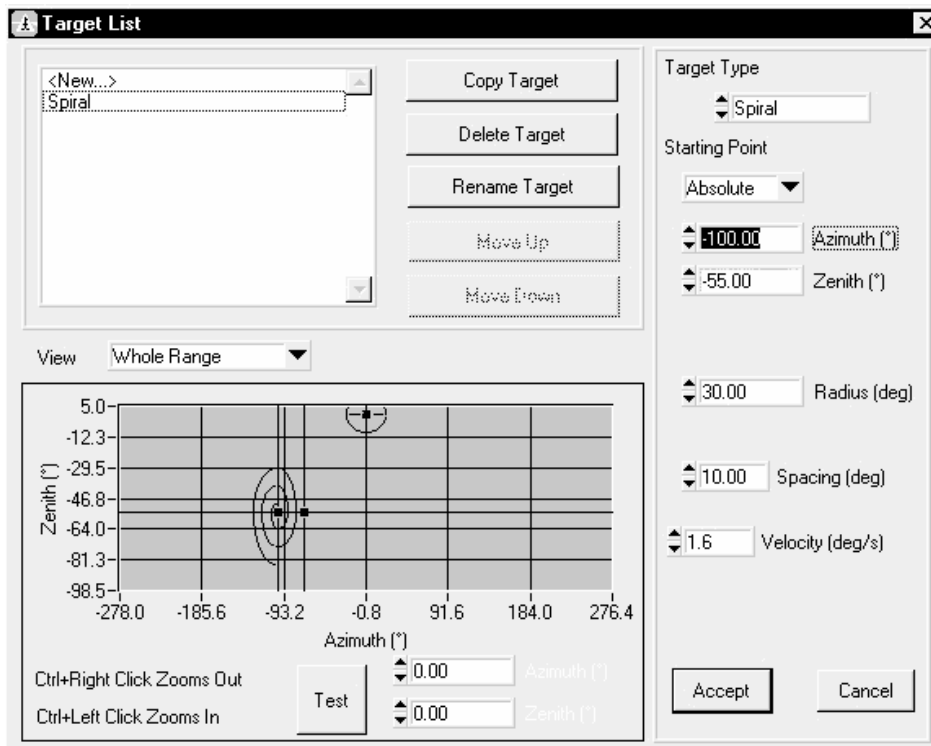 Target List
<New...>
Spiral
Copy Target
Delete Target
Rename Target
Move Up
Move Down
View Whole Range
5.0
-12.3
-29.5
-46.8
-64.0
-81.3
-98.5
Zenith (°)
-278.0 -185.6 -93.2 -0.8 91.6 184.0 276.4
Azimuth (°)
Ctrl+Right Click Zooms Out
Ctrl+Left Click Zooms In
Test
0.00 Azimuth (°)
0.00 Zenith (°)
Target Type
Spiral
Starting Point
Absolute
-100.00 Azimuth (°)
-55.00 Zenith (°)
30.00 Radius (deg)
10.00 Spacing (deg)
1.6 Velocity (deg/s)
Accept Cancel